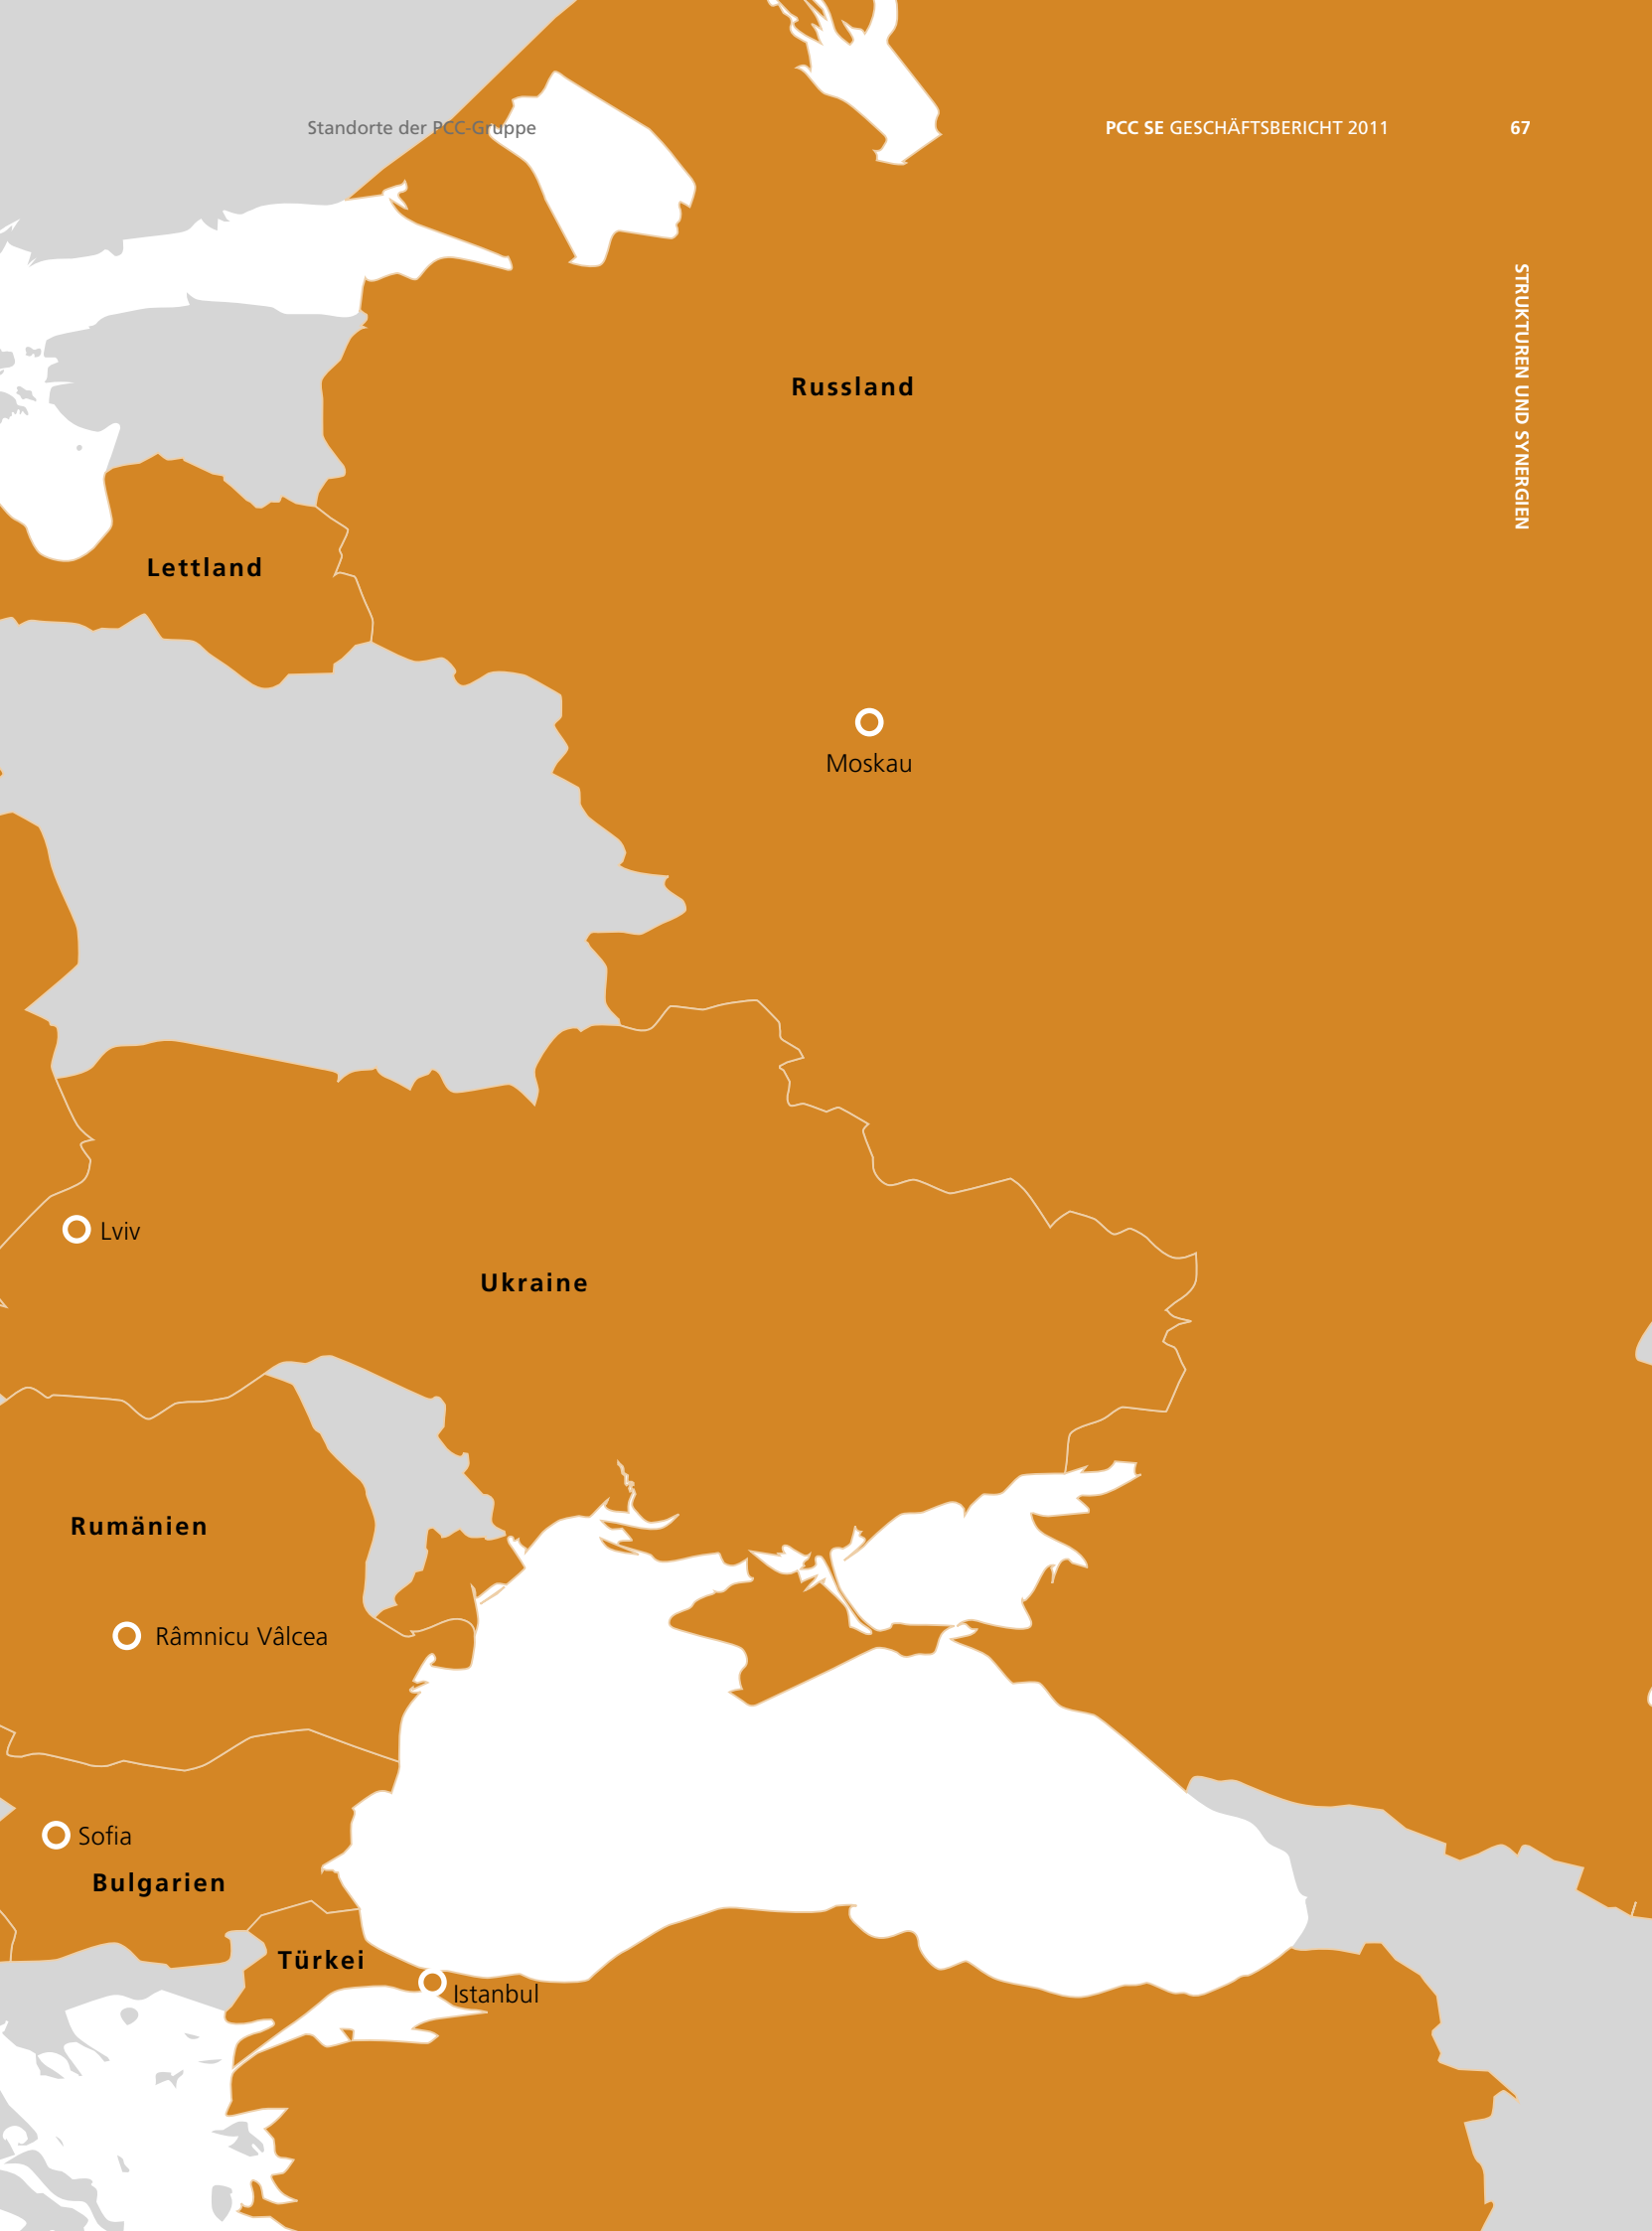 Standorte der PCC-Gruppe
PCC SE GESCHÄFTSBERICHT 2011
67
STRUKTUREN UND SYNERGIEN
Russland
Lettland
Moskau
Lviv
Ukraine
Rumänien
Râmnicu Vâlcea
Sofia
Bulgarien
Türkei
Istanbul